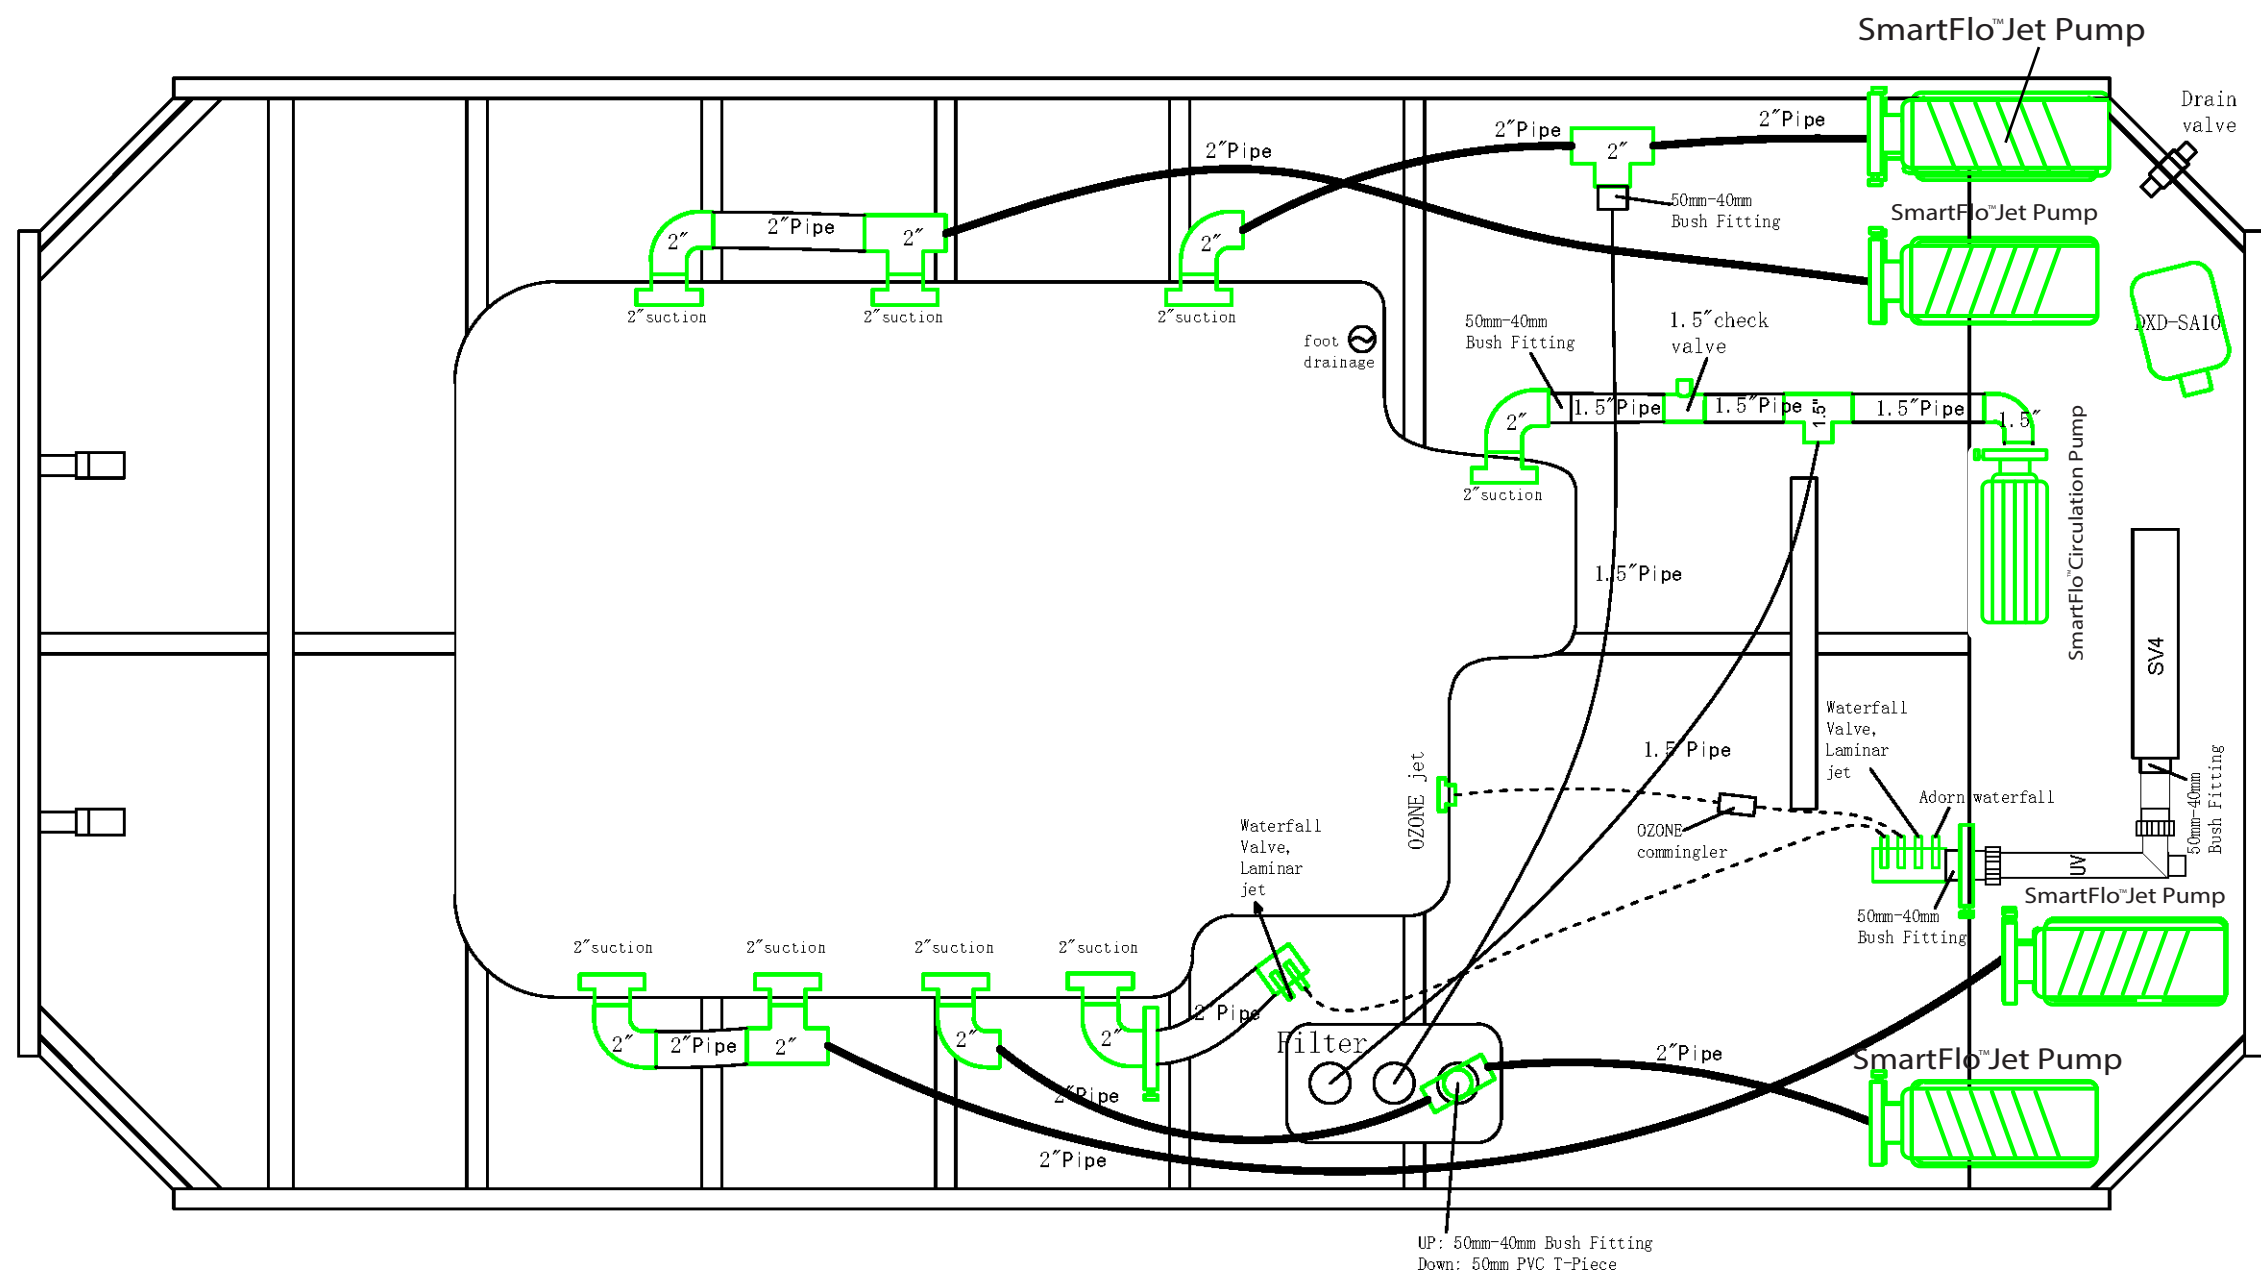 SmartFlo™Jet Pump
Drain
valve
2"Pipe
2"Pipe
2"Pipe
2"
50mm-40mm
Bush Fitting
SmartFlo™Jet Pump
2"
2"Pipe
2"
2"
2"suction
2"suction
2"suction
foot
drainage
50mm-40mm
Bush Fitting
1.5"check
valve
DXD-SA10
2"
1.5"Pipe
1.5"Pipe
1.5"
1.5"Pipe
1.5"
2"suction
SmartFlo™Circulation Pump
1.5"Pipe
SV4
Waterfall
Valve,
Laminar
jet
1.5"Pipe
OZONE jet
Adorn waterfall
50mm-40mm
Bush Fitting
OZONE
commingler
UV
Waterfall
Valve,
Laminar
jet
50mm-40mm
Bush Fitting
SmartFlo™Jet Pump
2"suction
2"suction
2"suction
2"suction
2"Pipe
2"
2"Pipe
2"
2"
2"
Filter
2"Pipe
SmartFlo™Jet Pump
2"Pipe
2"Pipe
UP: 50mm-40mm Bush Fitting
Down: 50mm PVC T-Piece